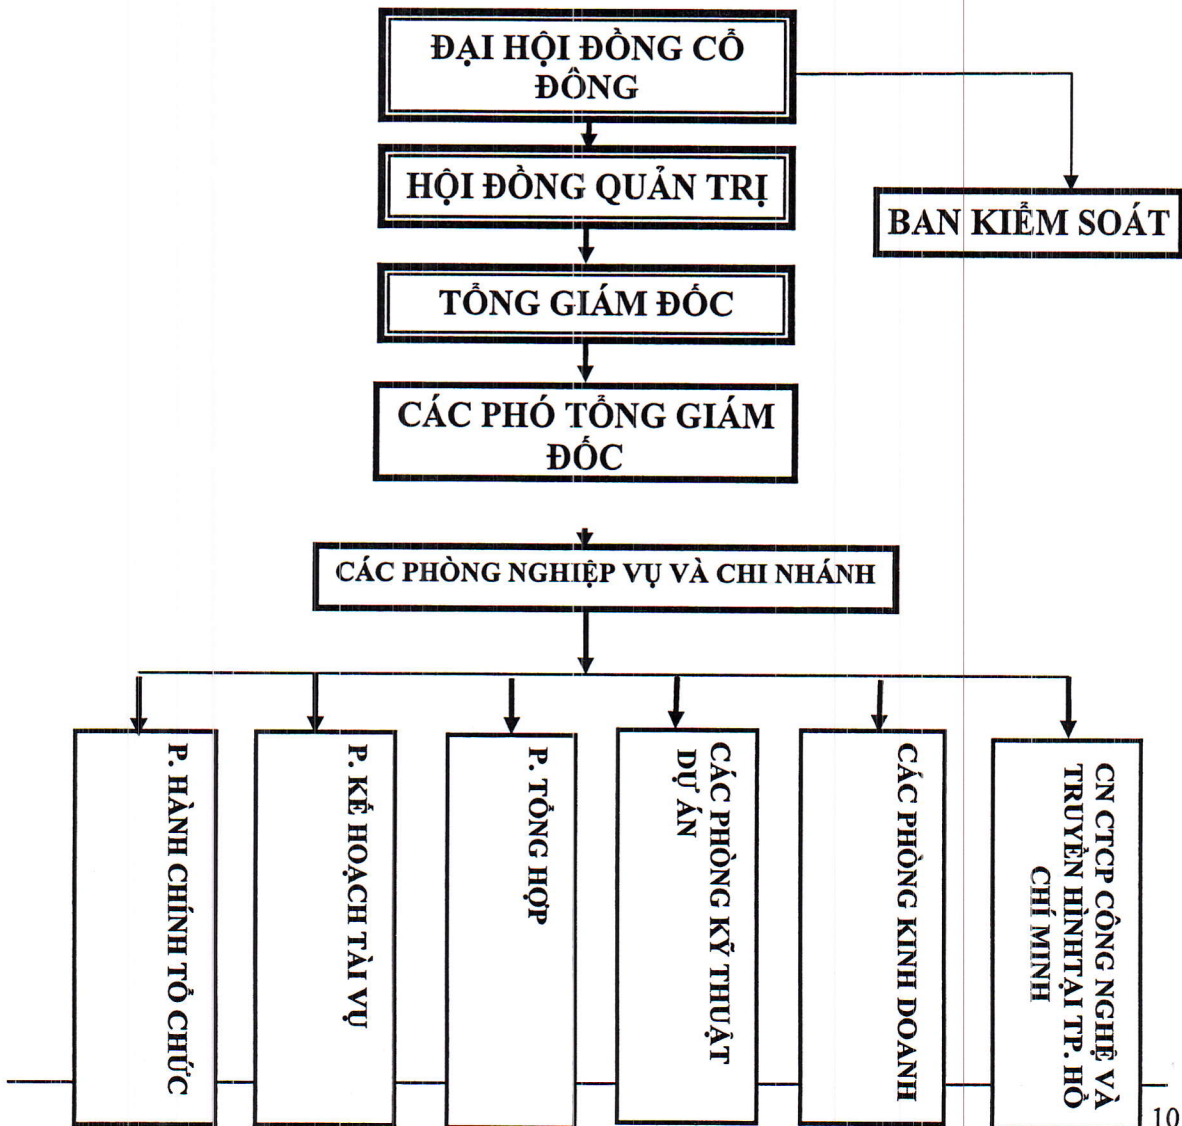 ĐẠI HỘI ĐỒNG CỔ
ĐÔNG
HỘI ĐỒNG QUẢN TRỊ
BAN KIỂM SOÁT
TỔNG GIÁM ĐỐC
CÁC PHÓ TỔNG GIÁM
ĐỐC
CÁC PHÒNG NGHIỆP VỤ VÀ CHI NHÁNH
P. HÀNH CHÍNH TỔ CHỨC
P. KẾ HOẠCH TÀI VỤ
P. TỔNG HỢP
CÁC PHÒNG KỸ THUẬT
DỰ ÁN
CÁC PHÒNG KINH DOANH
CN CTCP CÔNG NGHỆ VÀ
TRUYỀN HÌNHTẠI TP. HỒ
CHÍ MINH
10